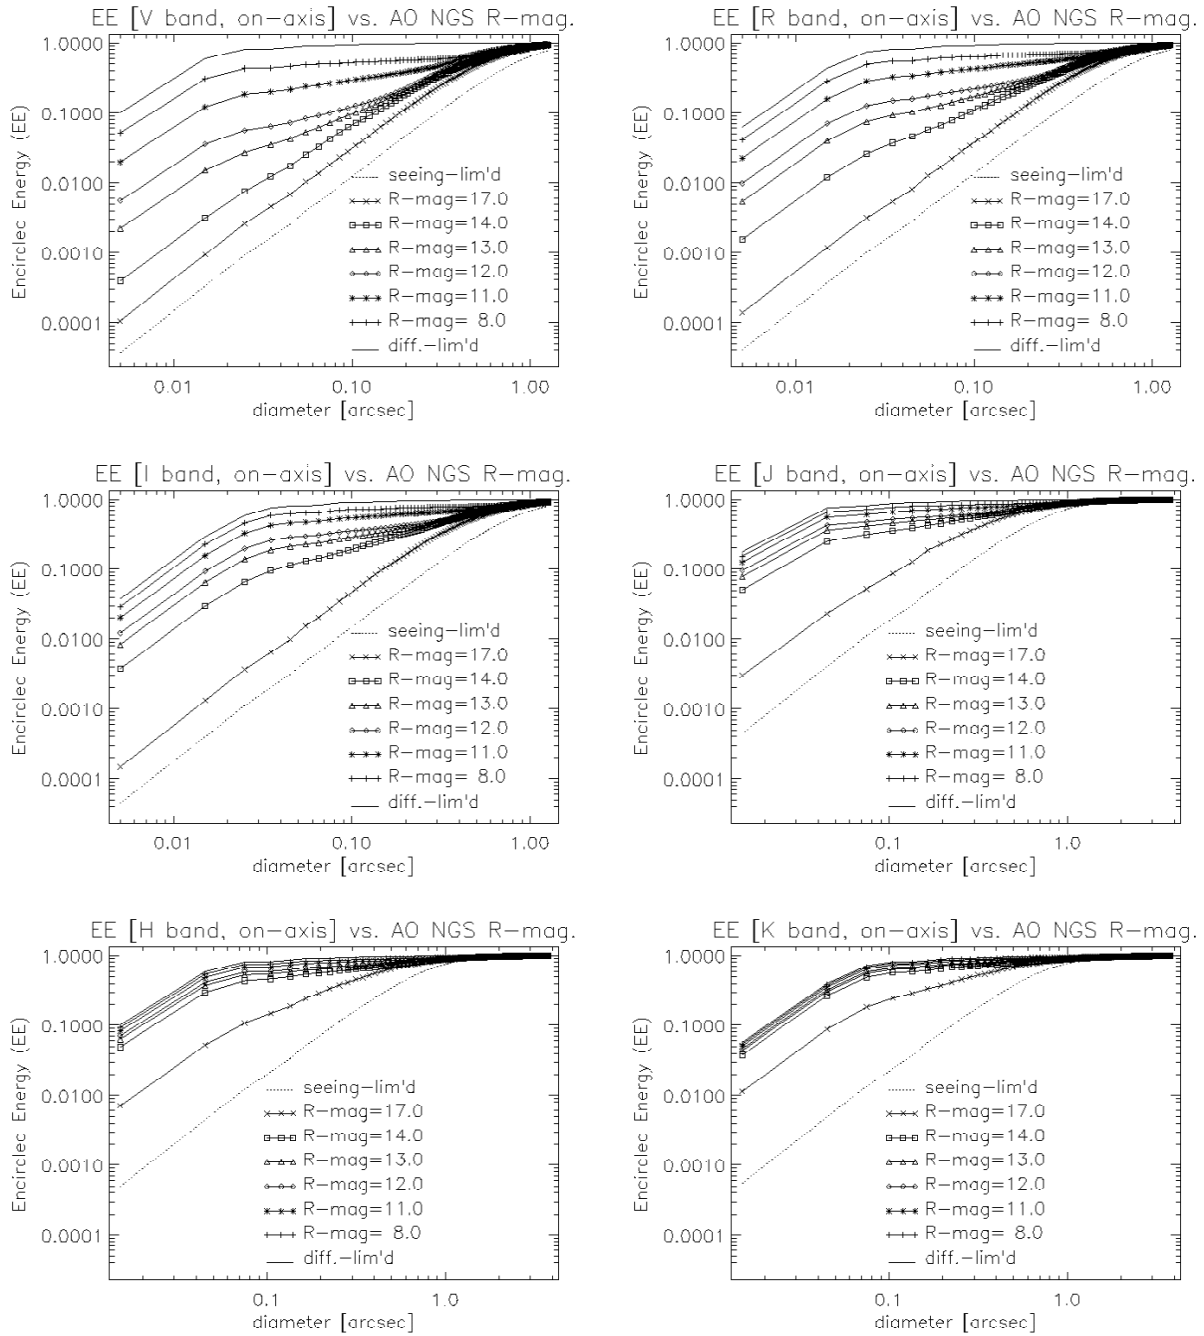 EE [V band, on-axis] vs. AO NGS R-mag.
1.0000
0.1000
0.0100
0.0010
0.0001
Encirclec Energy (EE)
seeing-lim'd
R-mag=17.0
R-mag=14.0
R-mag=13.0
R-mag=12.0
R-mag=11.0
R-mag= 8.0
diff.-lim'd
0.01 0.10 1.00
diameter [arcsec]
EE [R band, on-axis] vs. AO NGS R-mag.
1.0000
0.1000
0.0100
0.0010
0.0001
Encirclec Energy (EE)
seeing-lim'd
R-mag=17.0
R-mag=14.0
R-mag=13.0
R-mag=12.0
R-mag=11.0
R-mag= 8.0
diff.-lim'd
0.01 0.10 1.00
diameter [arcsec]
EE [I band, on-axis] vs. AO NGS R-mag.
1.0000
0.1000
0.0100
0.0010
0.0001
Encirclec Energy (EE)
seeing-lim'd
R-mag=17.0
R-mag=14.0
R-mag=13.0
R-mag=12.0
R-mag=11.0
R-mag= 8.0
diff.-lim'd
0.01 0.10 1.00
diameter [arcsec]
EE [J band, on-axis] vs. AO NGS R-mag.
1.0000
0.1000
0.0100
0.0010
0.0001
Encirclec Energy (EE)
seeing-lim'd
R-mag=17.0
R-mag=14.0
R-mag=13.0
R-mag=12.0
R-mag=11.0
R-mag= 8.0
diff.-lim'd
0.1 1.0
diameter [arcsec]
EE [H band, on-axis] vs. AO NGS R-mag.
1.0000
0.1000
0.0100
0.0010
0.0001
Encirclec Energy (EE)
seeing-lim'd
R-mag=17.0
R-mag=14.0
R-mag=13.0
R-mag=12.0
R-mag=11.0
R-mag= 8.0
diff.-lim'd
0.1 1.0
diameter [arcsec]
EE [K band, on-axis] vs. AO NGS R-mag.
1.0000
0.1000
0.0100
0.0010
0.0001
Encirclec Energy (EE)
seeing-lim'd
R-mag=17.0
R-mag=14.0
R-mag=13.0
R-mag=12.0
R-mag=11.0
R-mag= 8.0
diff.-lim'd
0.1 1.0
diameter [arcsec]